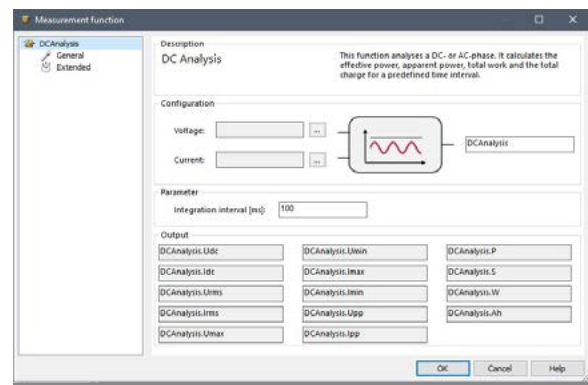 Measurement function
DCAnalysis
General
Extended
Description
DC Analysis
This function analyses a DC- or AC-phase. It calculates the
effective power, apparent power, total work and the total
charge for a predefined time interval.
Configuration
Voltage:
...
Current:
...
DCAnalysis
Parameter
Integration interval [ms]:
100
Output
DCAnalysis.Udc
DCAnalysis.Umin
DCAnalysis.P
DCAnalysis.Idc
DCAnalysis.Imax
DCAnalysis.S
DCAnalysis.Urms
DCAnalysis.Imin
DCAnalysis.W
DCAnalysis.Irms
DCAnalysis.Upp
DCAnalysis.Ah
DCAnalysis.Umax
DCAnalysis.Ipp
OK
Cancel
Help